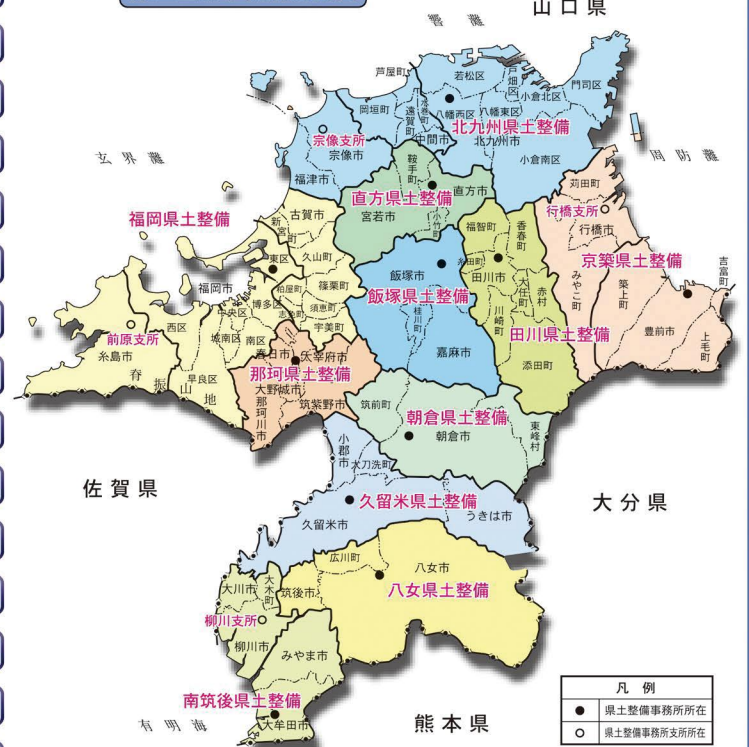 山口県
響灘
芦屋町
若松区
戸畑区
門司区
小倉北区
岡垣町
遠賀町
水巻町
八幡西区
八幡東区
北九州県土整備
宗像支所
宗像市
中間市
北九州市
小倉南区
玄界灘
周防灘
福津市
鞍手町
直方市
苅田町
直方県土整備
宮若市
小竹町
行橋支所
行橋市
福岡県土整備
古賀市
新宮町
福智町
香春町
京築県土整備
吉富町
東区
久山町
飯塚市
糸田町
田川市
みやこ町
築上町
福岡市
粕屋町
篠栗町
飯塚県土整備
大任町
赤村
中央区
博多区
志免町
須恵町
桂川町
川崎町
豊前市
上毛町
前原支所
西区
城南区
南区
宇美町
嘉麻市
田川県土整備
糸島市
春日市
太宰府市
添田町
脊振山地
早良区
那珂県土整備
大野城市
那珂川市
筑紫野市
筑前町
朝倉県土整備
朝倉市
東峰村
小郡市
大刀洗町
佐賀県
大分県
久留米県土整備
久留米市
うきは市
広川町
八女市
大川市
大木町
筑後市
八女県土整備
柳川支所
柳川市
みやま市
南筑後県土整備
大牟田市
有明海
熊本県
凡例
● 県土整備事務所所在
○ 県土整備事務所支所所在